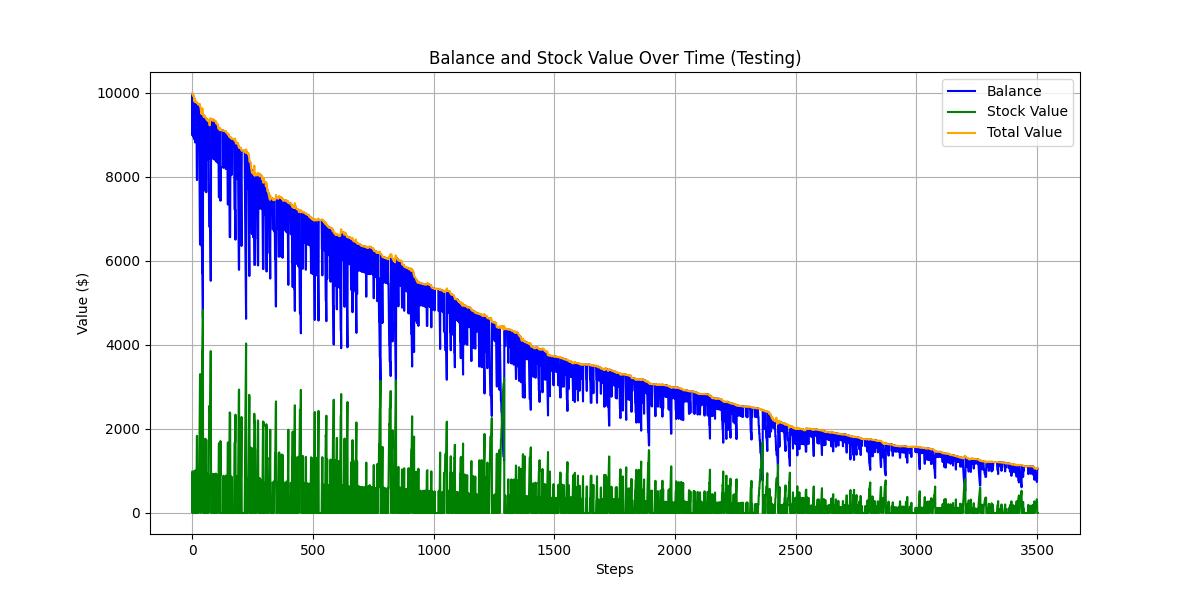 Balance and Stock Value Over Time (Testing)
Balance
Stock Value
Total Value
Value ($)
10000
8000
6000
4000
2000
0
0 500 1000 1500 2000 2500 3000 3500
Steps